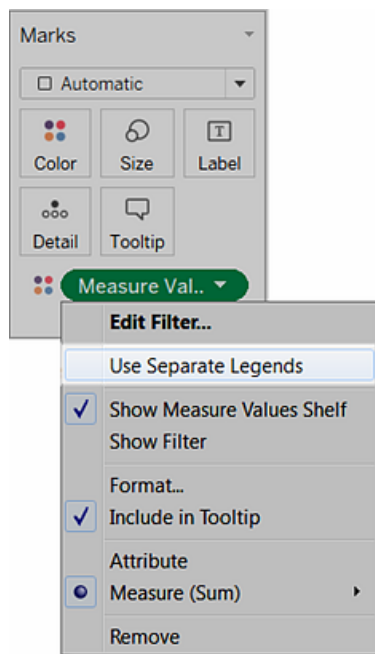 Marks
Automatic
Color Size Label
Detail Tooltip
Measure Val..
Edit Filter...
Use Separate Legends
Show Measure Values Shelf
Show Filter
Format...
Include in Tooltip
Attribute
Measure (Sum)
Remove